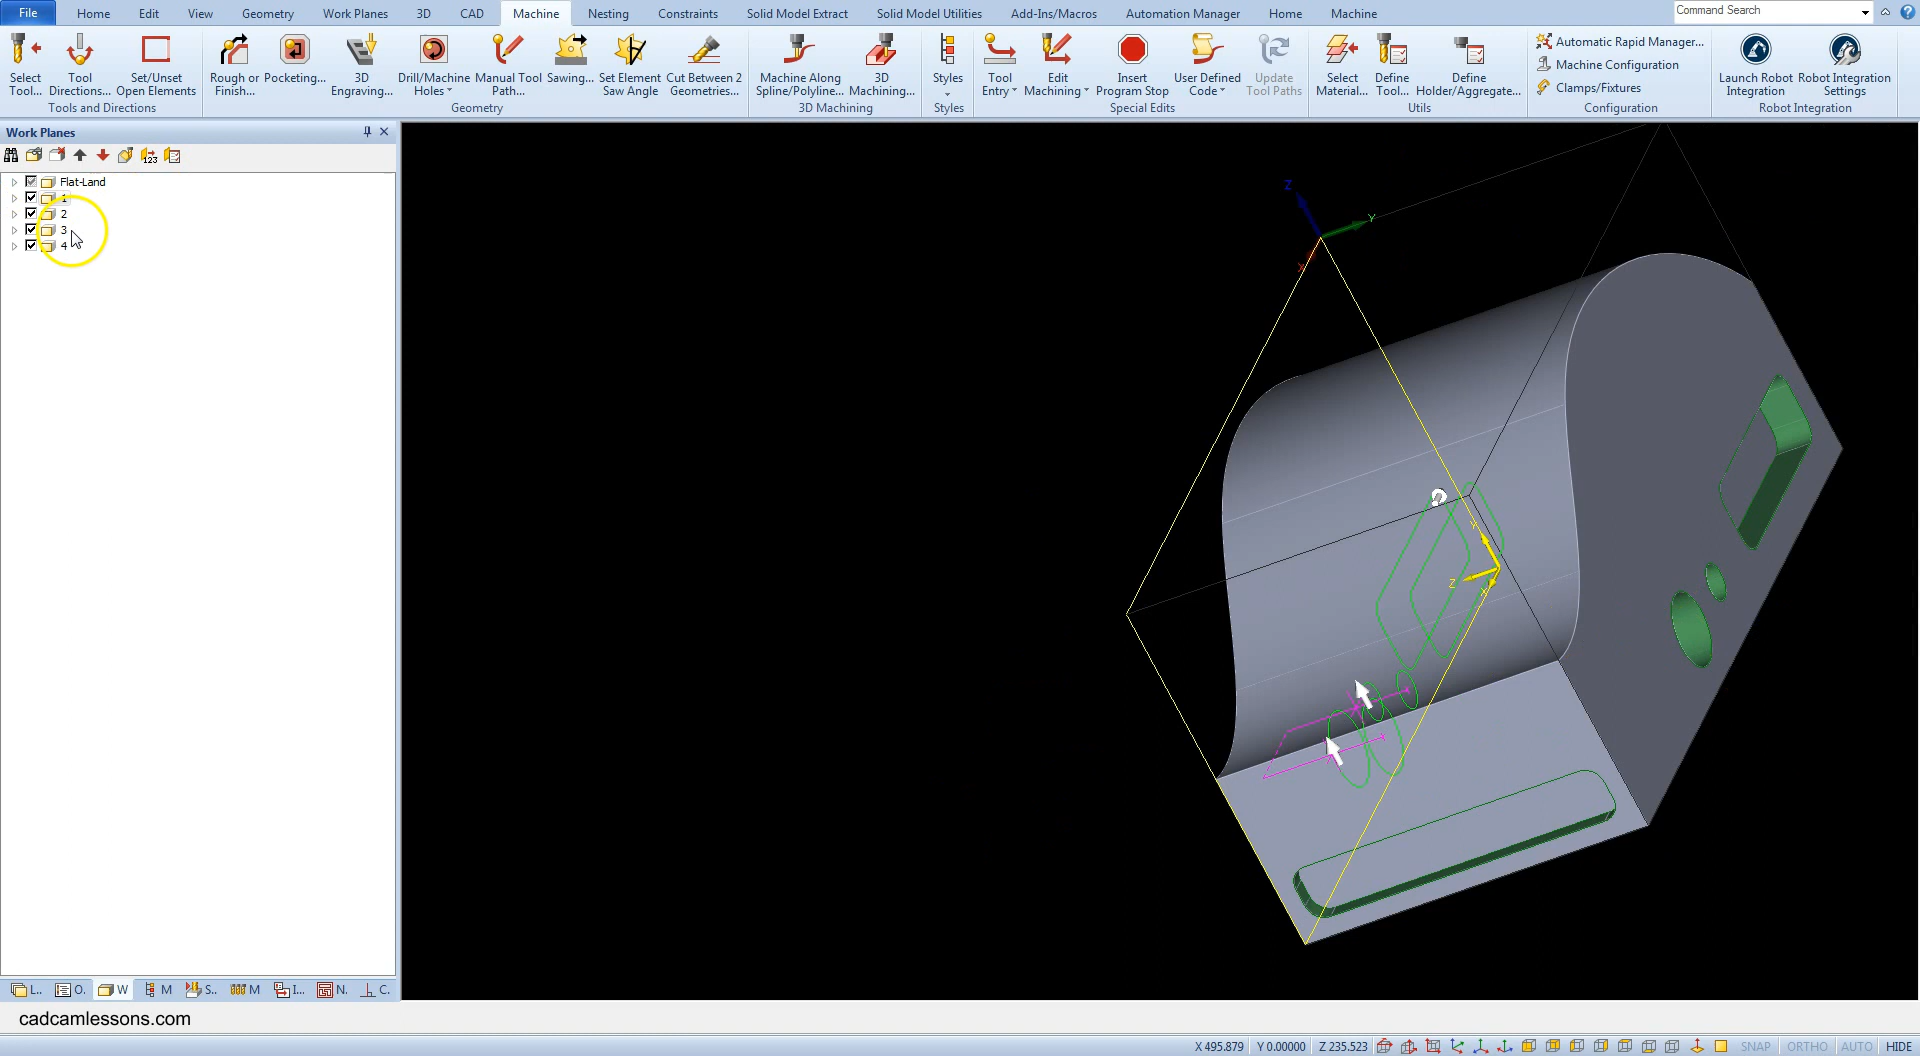 File Home Edit View Geometry Work Planes 3D CAD Machine Nesting Constraints Solid Model Extract Solid Model Utilities Add-Ins/Macros Automation Manager Home Machine Command Search
Select Tool... Tool Directions... Set/Unset Open Elements
Tools and Directions
Rough or Finish... Pocketing... 3D Engraving... Drill/Machine Holes Manual Tool Path... Sawing... Set Element Saw Angle Cut Between 2 Geometries...
Geometry
Machine Along Spline/Polyline... 3D Machining...
3D Machining
Styles
Styles
Tool Entry Edit Machining Insert Program Stop User Defined Code Update Tool Paths
Special Edits
Select Material... Define Tool... Define Holder/Aggregate...
Utils
Automatic Rapid Manager...
Machine Configuration
Clamps/Fixtures
Configuration
Launch Robot Integration Robot Integration Settings
Robot Integration
Work Planes
123
Flat-Land
1
2
3
4
Z
Y
X
Y
Z
X
L.. O. W M S.. M I... N. C.
cadcamlessons.com
X 495.879 Y 0.00000 Z 235.523 SNAP ORTHO AUTO HIDE